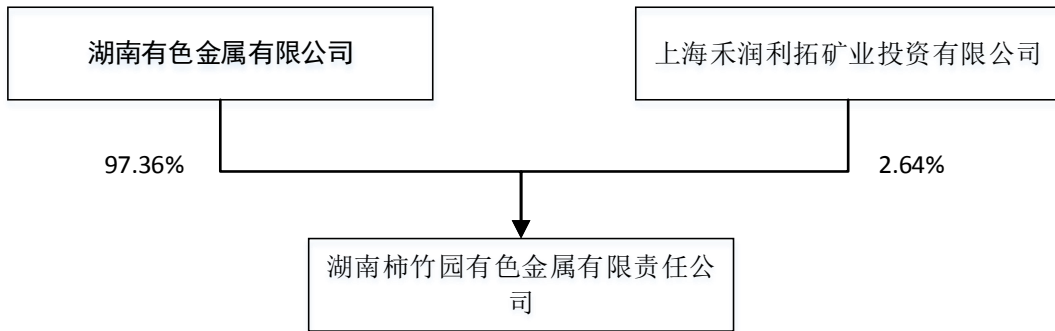 湖南有色金属有限公司
上海禾润利拓矿业投资有限公司
97.36%
2.64%
湖南柿竹园有色金属有限责任公
司